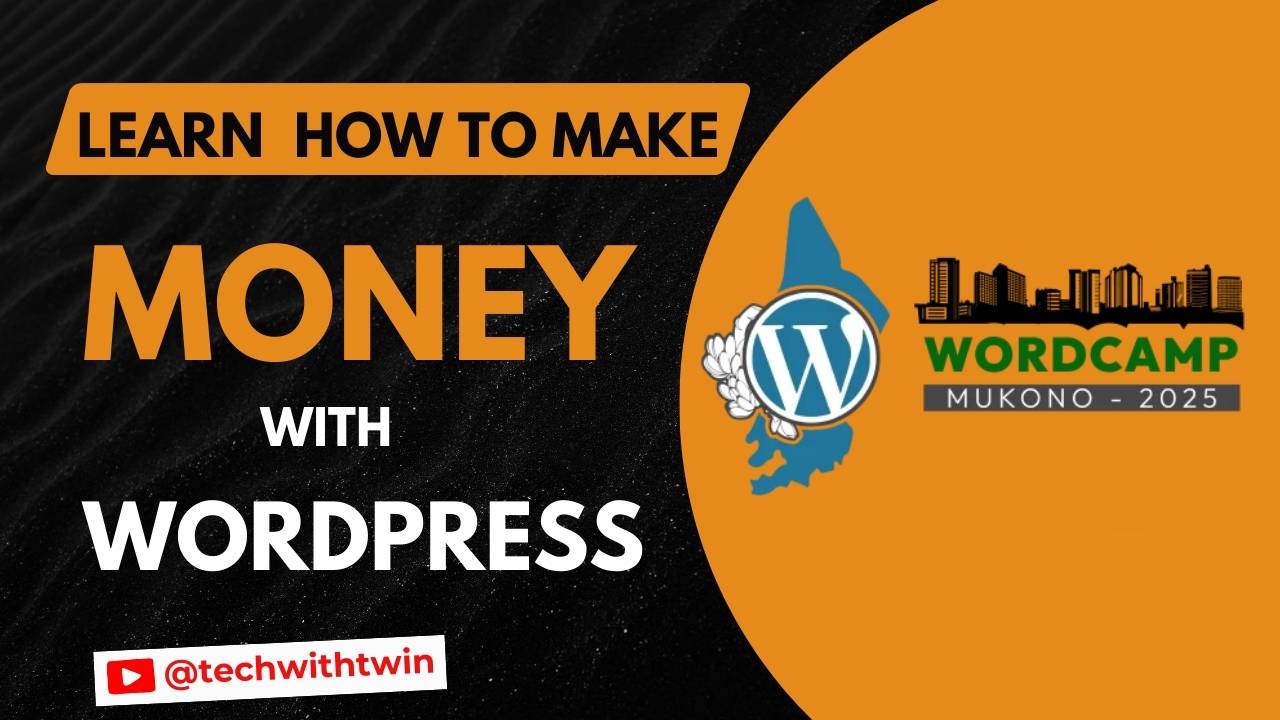 LEARN HOW TO MAKE
MONEY
WITH
WORDPRESS
@techwithtwin
W
WORDCAMP
MUKONO - 2025